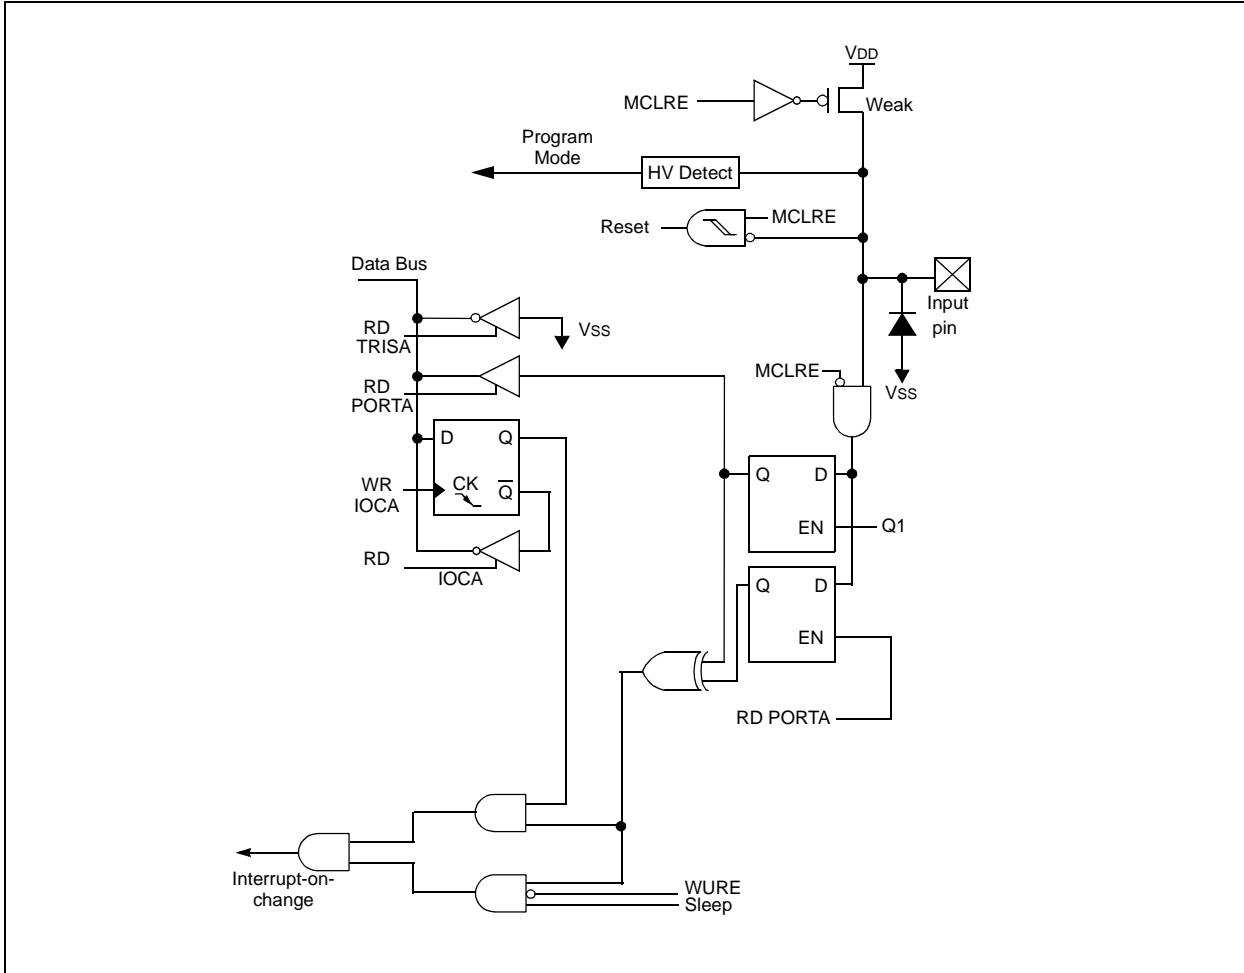 VDD
MCLRE
Weak
Program
Mode
HV Detect
MCLRE
Reset
Data Bus
Input
pin
RD
TRISA
VSS
RD
PORTA
MCLRE
VSS
D
Q
WR
IOCA
CK
Q
Q
D
EN
Q1
RD
IOCA
Q
D
EN
RD PORTA
Interrupt-on-
change
WURE
Sleep